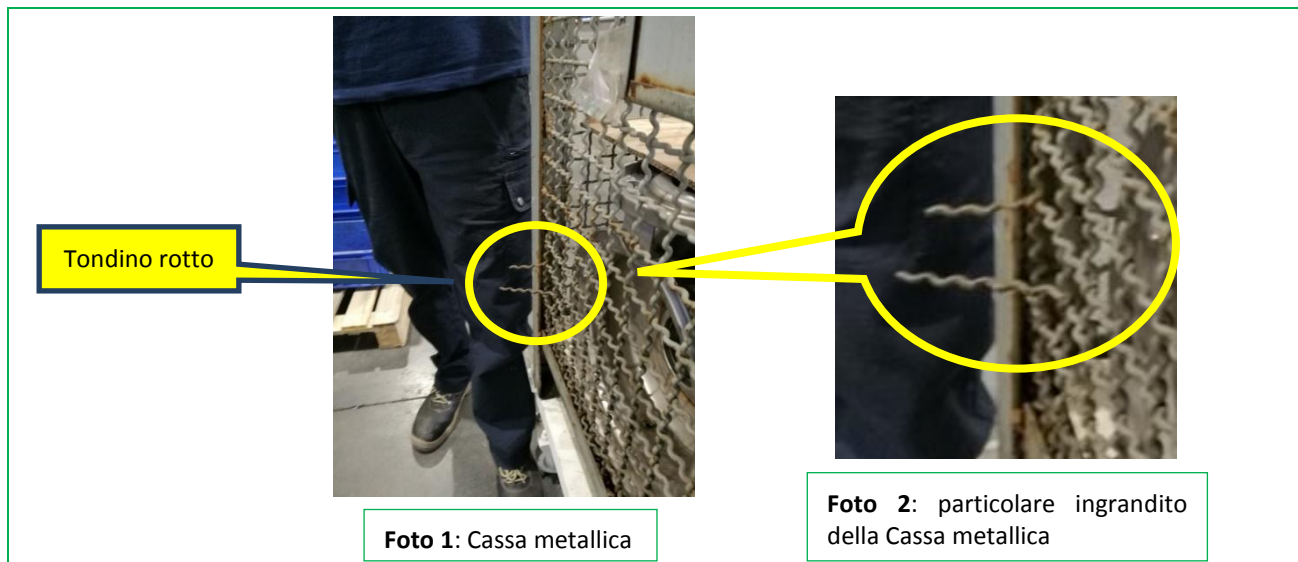 Tondino rotto
Foto 1: Cassa metallica
Foto 2: particolare ingrandito
della Cassa metallica